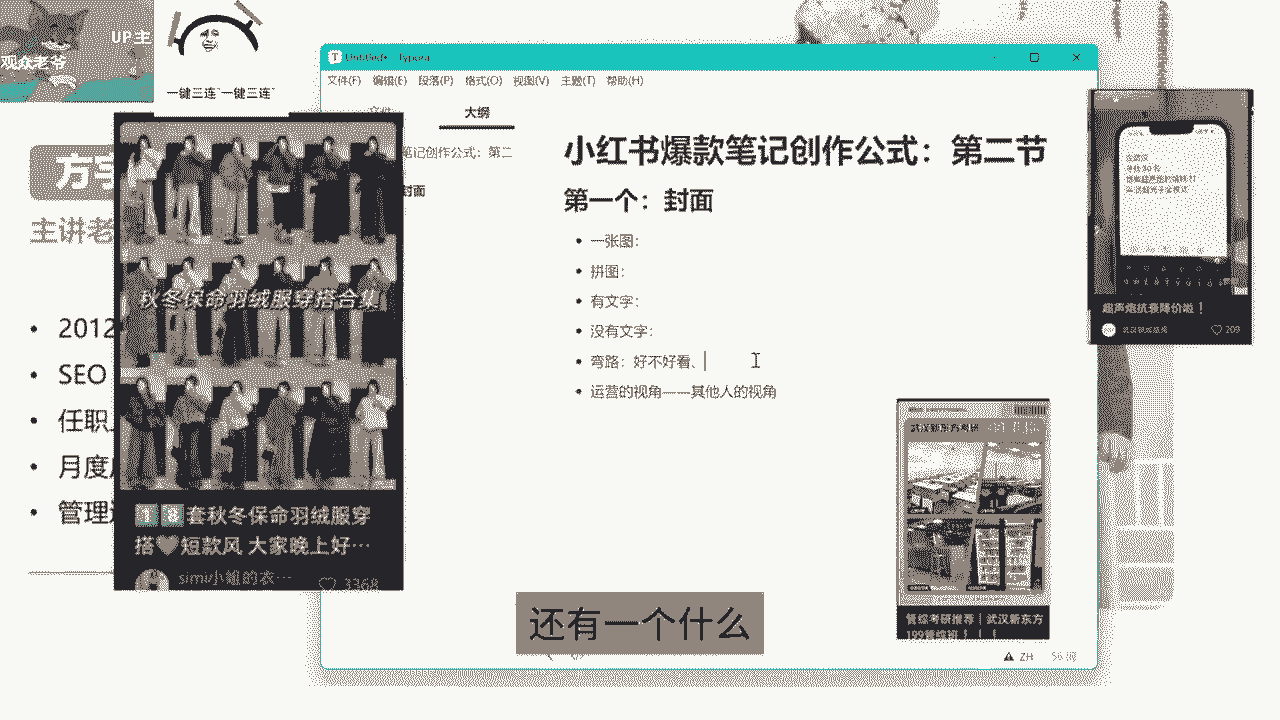 UP主
观众老爷
一键三连~一键三连~
主讲老
2012
SEO
任职
月度
管理
秋冬保命羽绒服穿搭合集
18套秋冬保命羽绒服穿
搭🖤短款风 大家晚上好…
simi小姐的衣…
3368
Untitled• - Typora
文件(F) 编辑(E) 段落(P) 格式(O) 视图(V) 主题(T) 帮助(H)
文件
大纲
笔记创作公式：第二
封面
小红书爆款笔记创作公式：第二节
第一个：封面
• 一张图：
• 拼图：
• 有文字：
• 没有文字：
• 弯路：好不好看、
• 运营的视角——其他人的视角
超声炮抗衰降价啦！
209
武汉新东方考研
管综考研推荐｜武汉新东方
199管综班！！！
还有一个什么
ZH
56 词